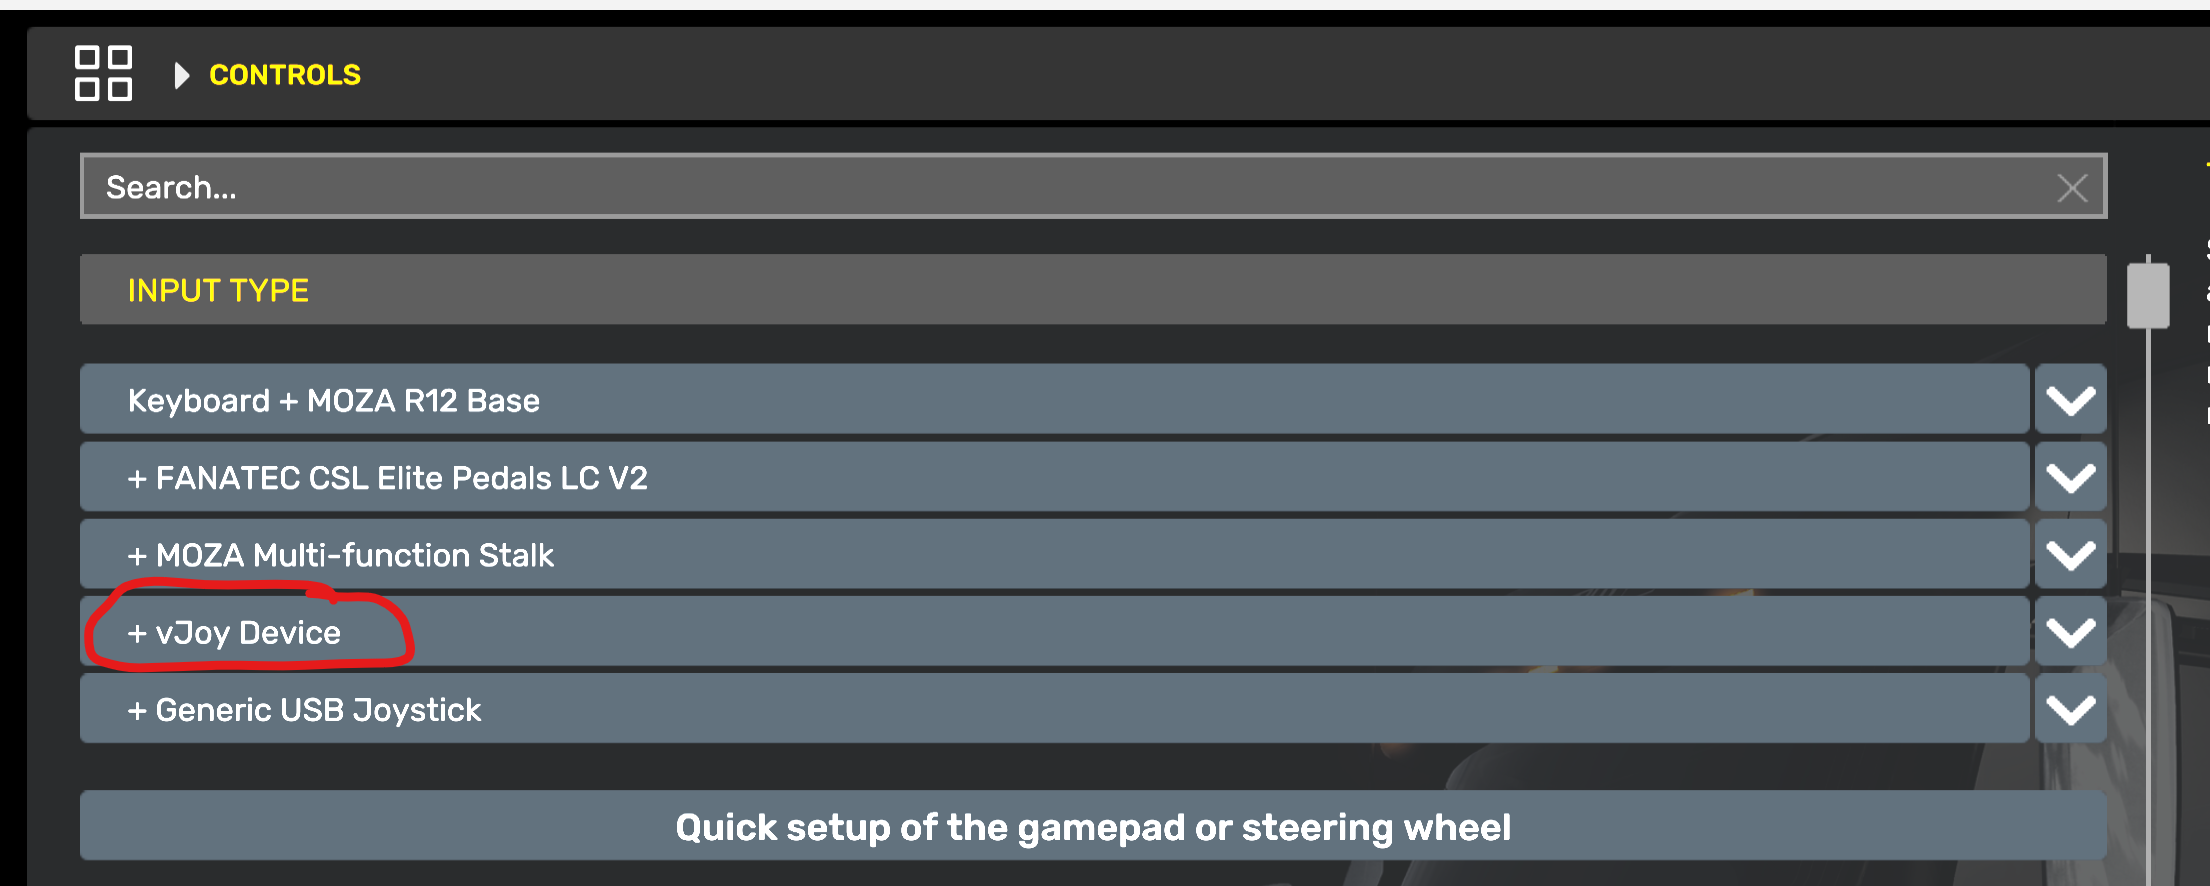 CONTROLS
Search...
INPUT TYPE
Keyboard + MOZA R12 Base
+ FANATEC CSL Elite Pedals LC V2
+ MOZA Multi-function Stalk
+ vJoy Device
+ Generic USB Joystick
Quick setup of the gamepad or steering wheel